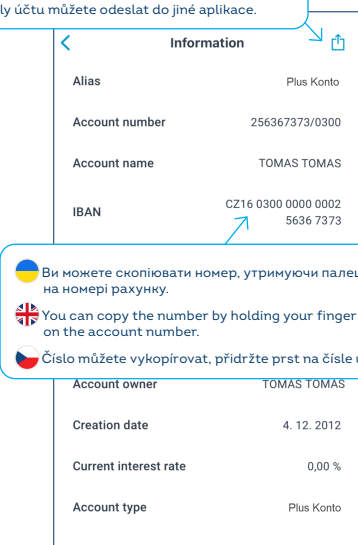 ly účtu můžete odeslat do jiné aplikace.
Information
Alias Plus Konto
Account number 256367373/0300
Account name TOMAS TOMAS
IBAN CZ16 0300 0000 0002
5636 7373
Ви можете скопіювати номер, утримуючи палец
на номері рахунку.
You can copy the number by holding your finger
on the account number.
Číslo můžete vykopírovat, přidržte prst na čísle
Account owner TOMAS TOMAS
Creation date 4. 12. 2012
Current interest rate 0,00 %
Account type Plus Konto